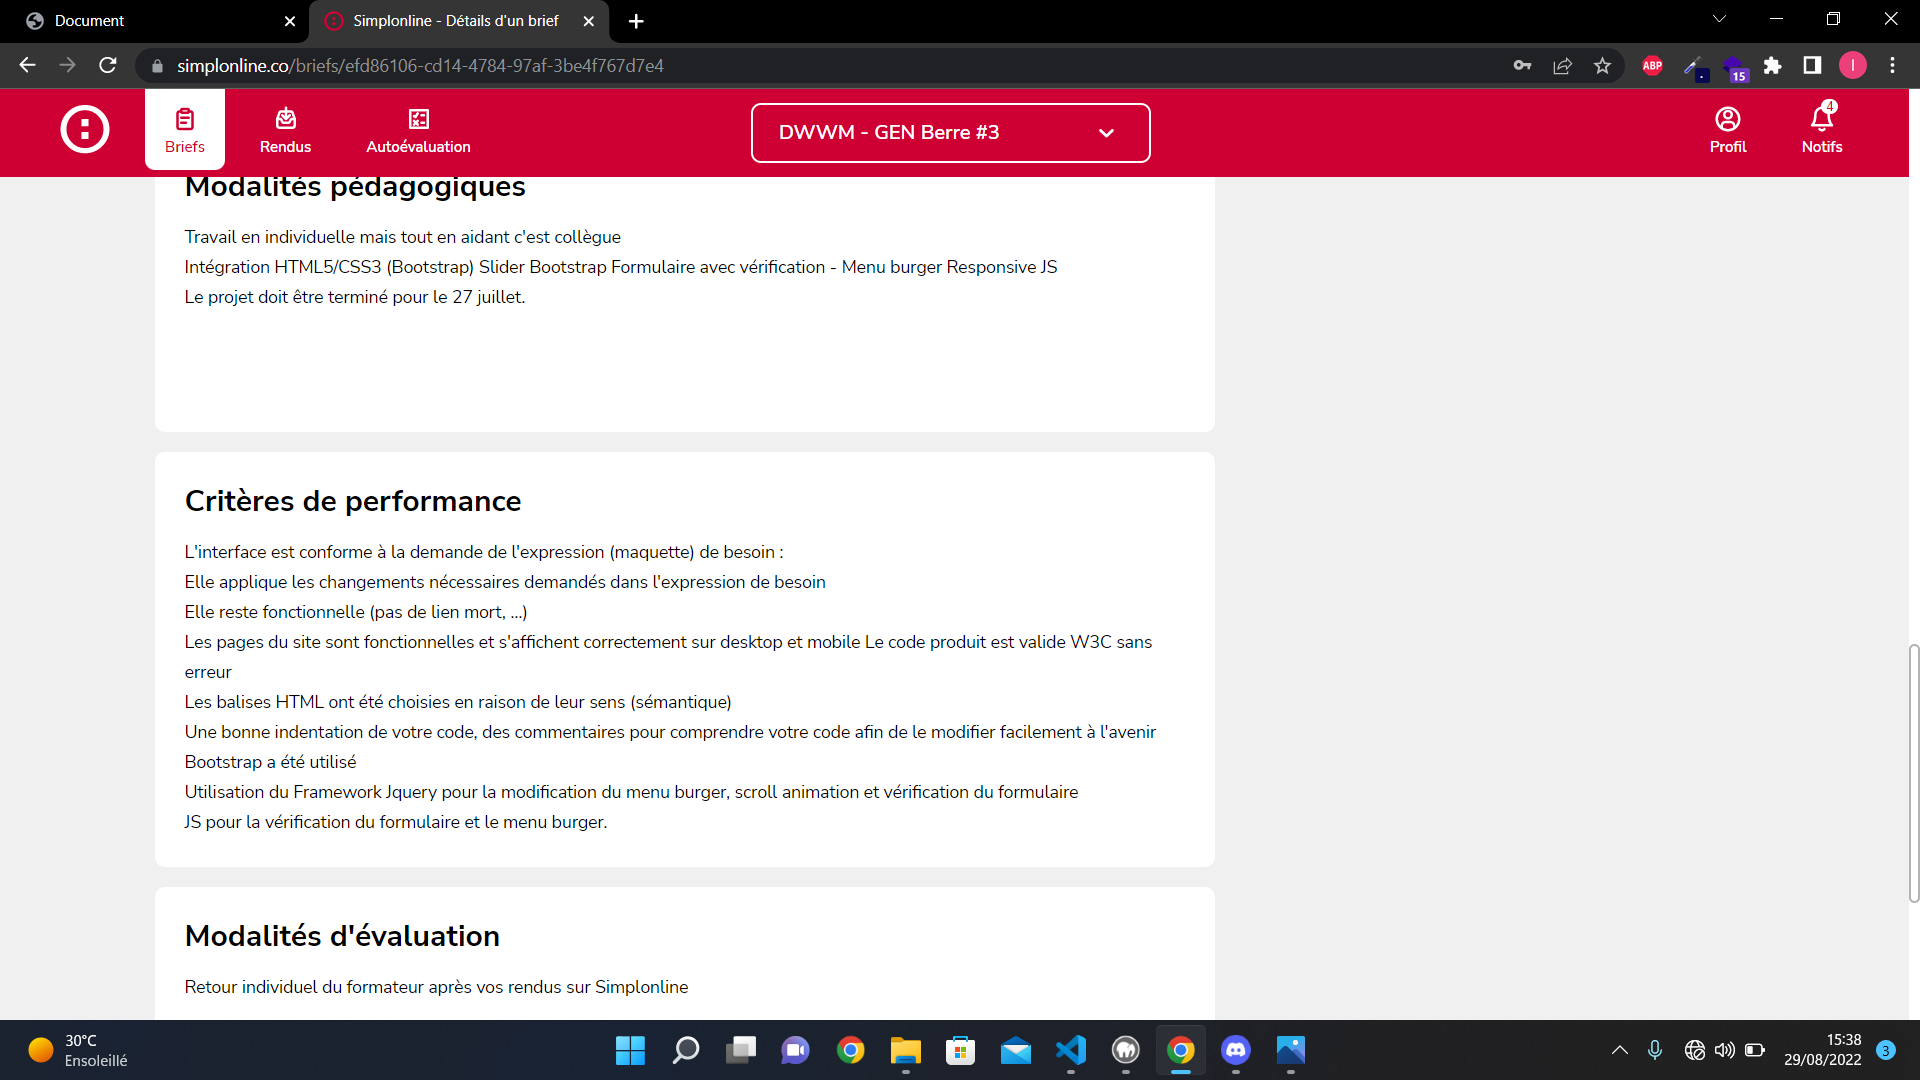 Document
Simplonline - Détails d'un brief
simplonline.co/briefs/efd86106-cd14-4784-97af-3be4f767d7e4
ABP
15
I
Briefs
Rendus
Autoévaluation
DWWM - GEN Berre #3
Profil
4
Notifs
Modalités pédagogiques
Travail en individuelle mais tout en aidant c'est collègue
Intégration HTML5/CSS3 (Bootstrap) Slider Bootstrap Formulaire avec vérification - Menu burger Responsive JS
Le projet doit être terminé pour le 27 juillet.
Critères de performance
L'interface est conforme à la demande de l'expression (maquette) de besoin :
Elle applique les changements nécessaires demandés dans l'expression de besoin
Elle reste fonctionnelle (pas de lien mort, ...)
Les pages du site sont fonctionnelles et s'affichent correctement sur desktop et mobile Le code produit est valide W3C sans
erreur
Les balises HTML ont été choisies en raison de leur sens (sémantique)
Une bonne indentation de votre code, des commentaires pour comprendre votre code afin de le modifier facilement à l'avenir
Bootstrap a été utilisé
Utilisation du Framework Jquery pour la modification du menu burger, scroll animation et vérification du formulaire
JS pour la vérification du formulaire et le menu burger.
Modalités d'évaluation
Retour individuel du formateur après vos rendus sur Simplonline
30°C
Ensoleillé
15:38
29/08/2022
3